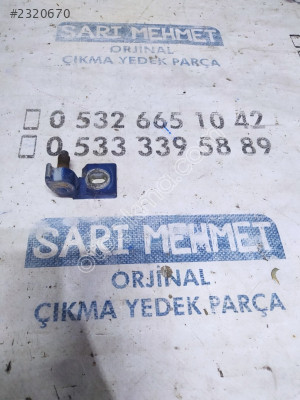 #2320670
SARI MEHMET
ORJİNAL
ÇIKMA YEDEK PARÇA
0 532 665 10 42
0 533 339 58 89
SARI MEHMET
ORJİNAL
ÇIKMA YEDEK PARÇA